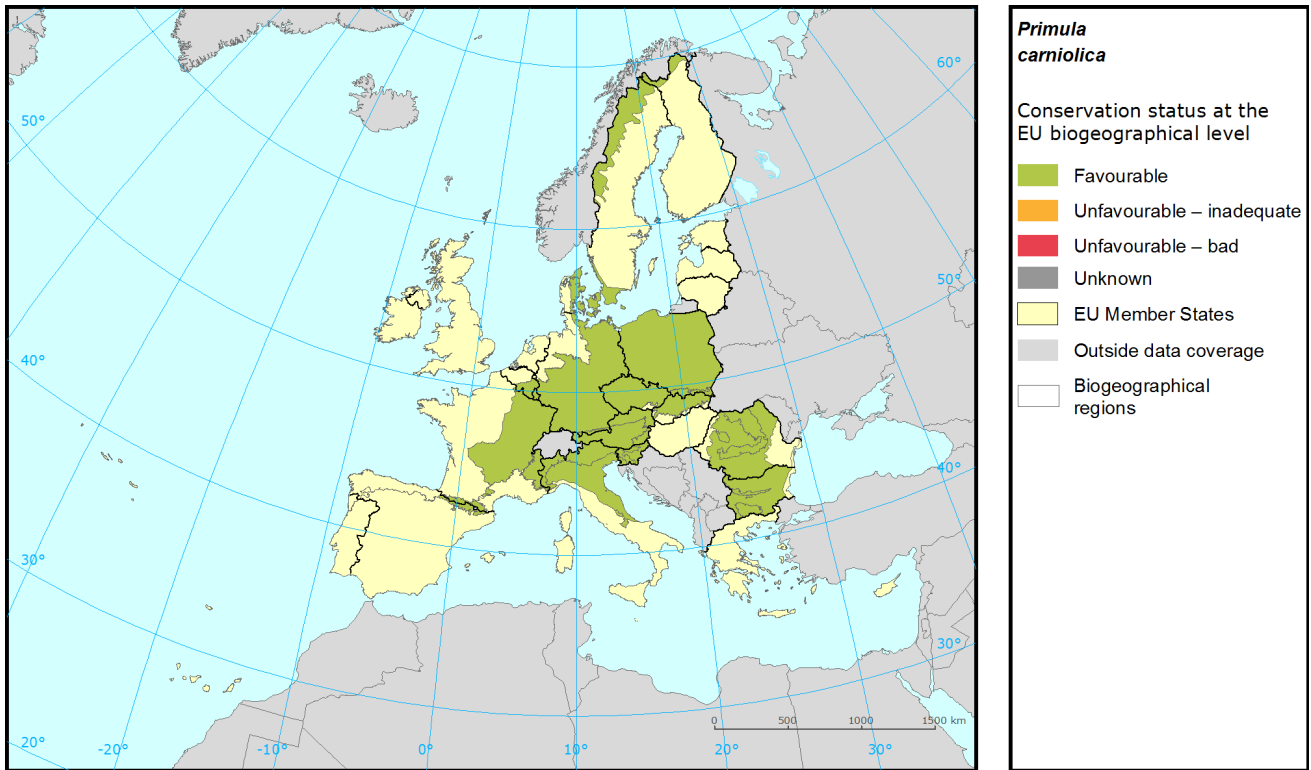 Primula
carniolica
Conservation status at the
EU biogeographical level
Favourable
Unfavourable – inadequate
Unfavourable – bad
Unknown
EU Member States
Outside data coverage
Biogeographical
regions
60°
50°
50°
40°
40°
30°
30°
20°
-20°
-10°
0°
10°
20°
30°
0
500
1000
1500 km